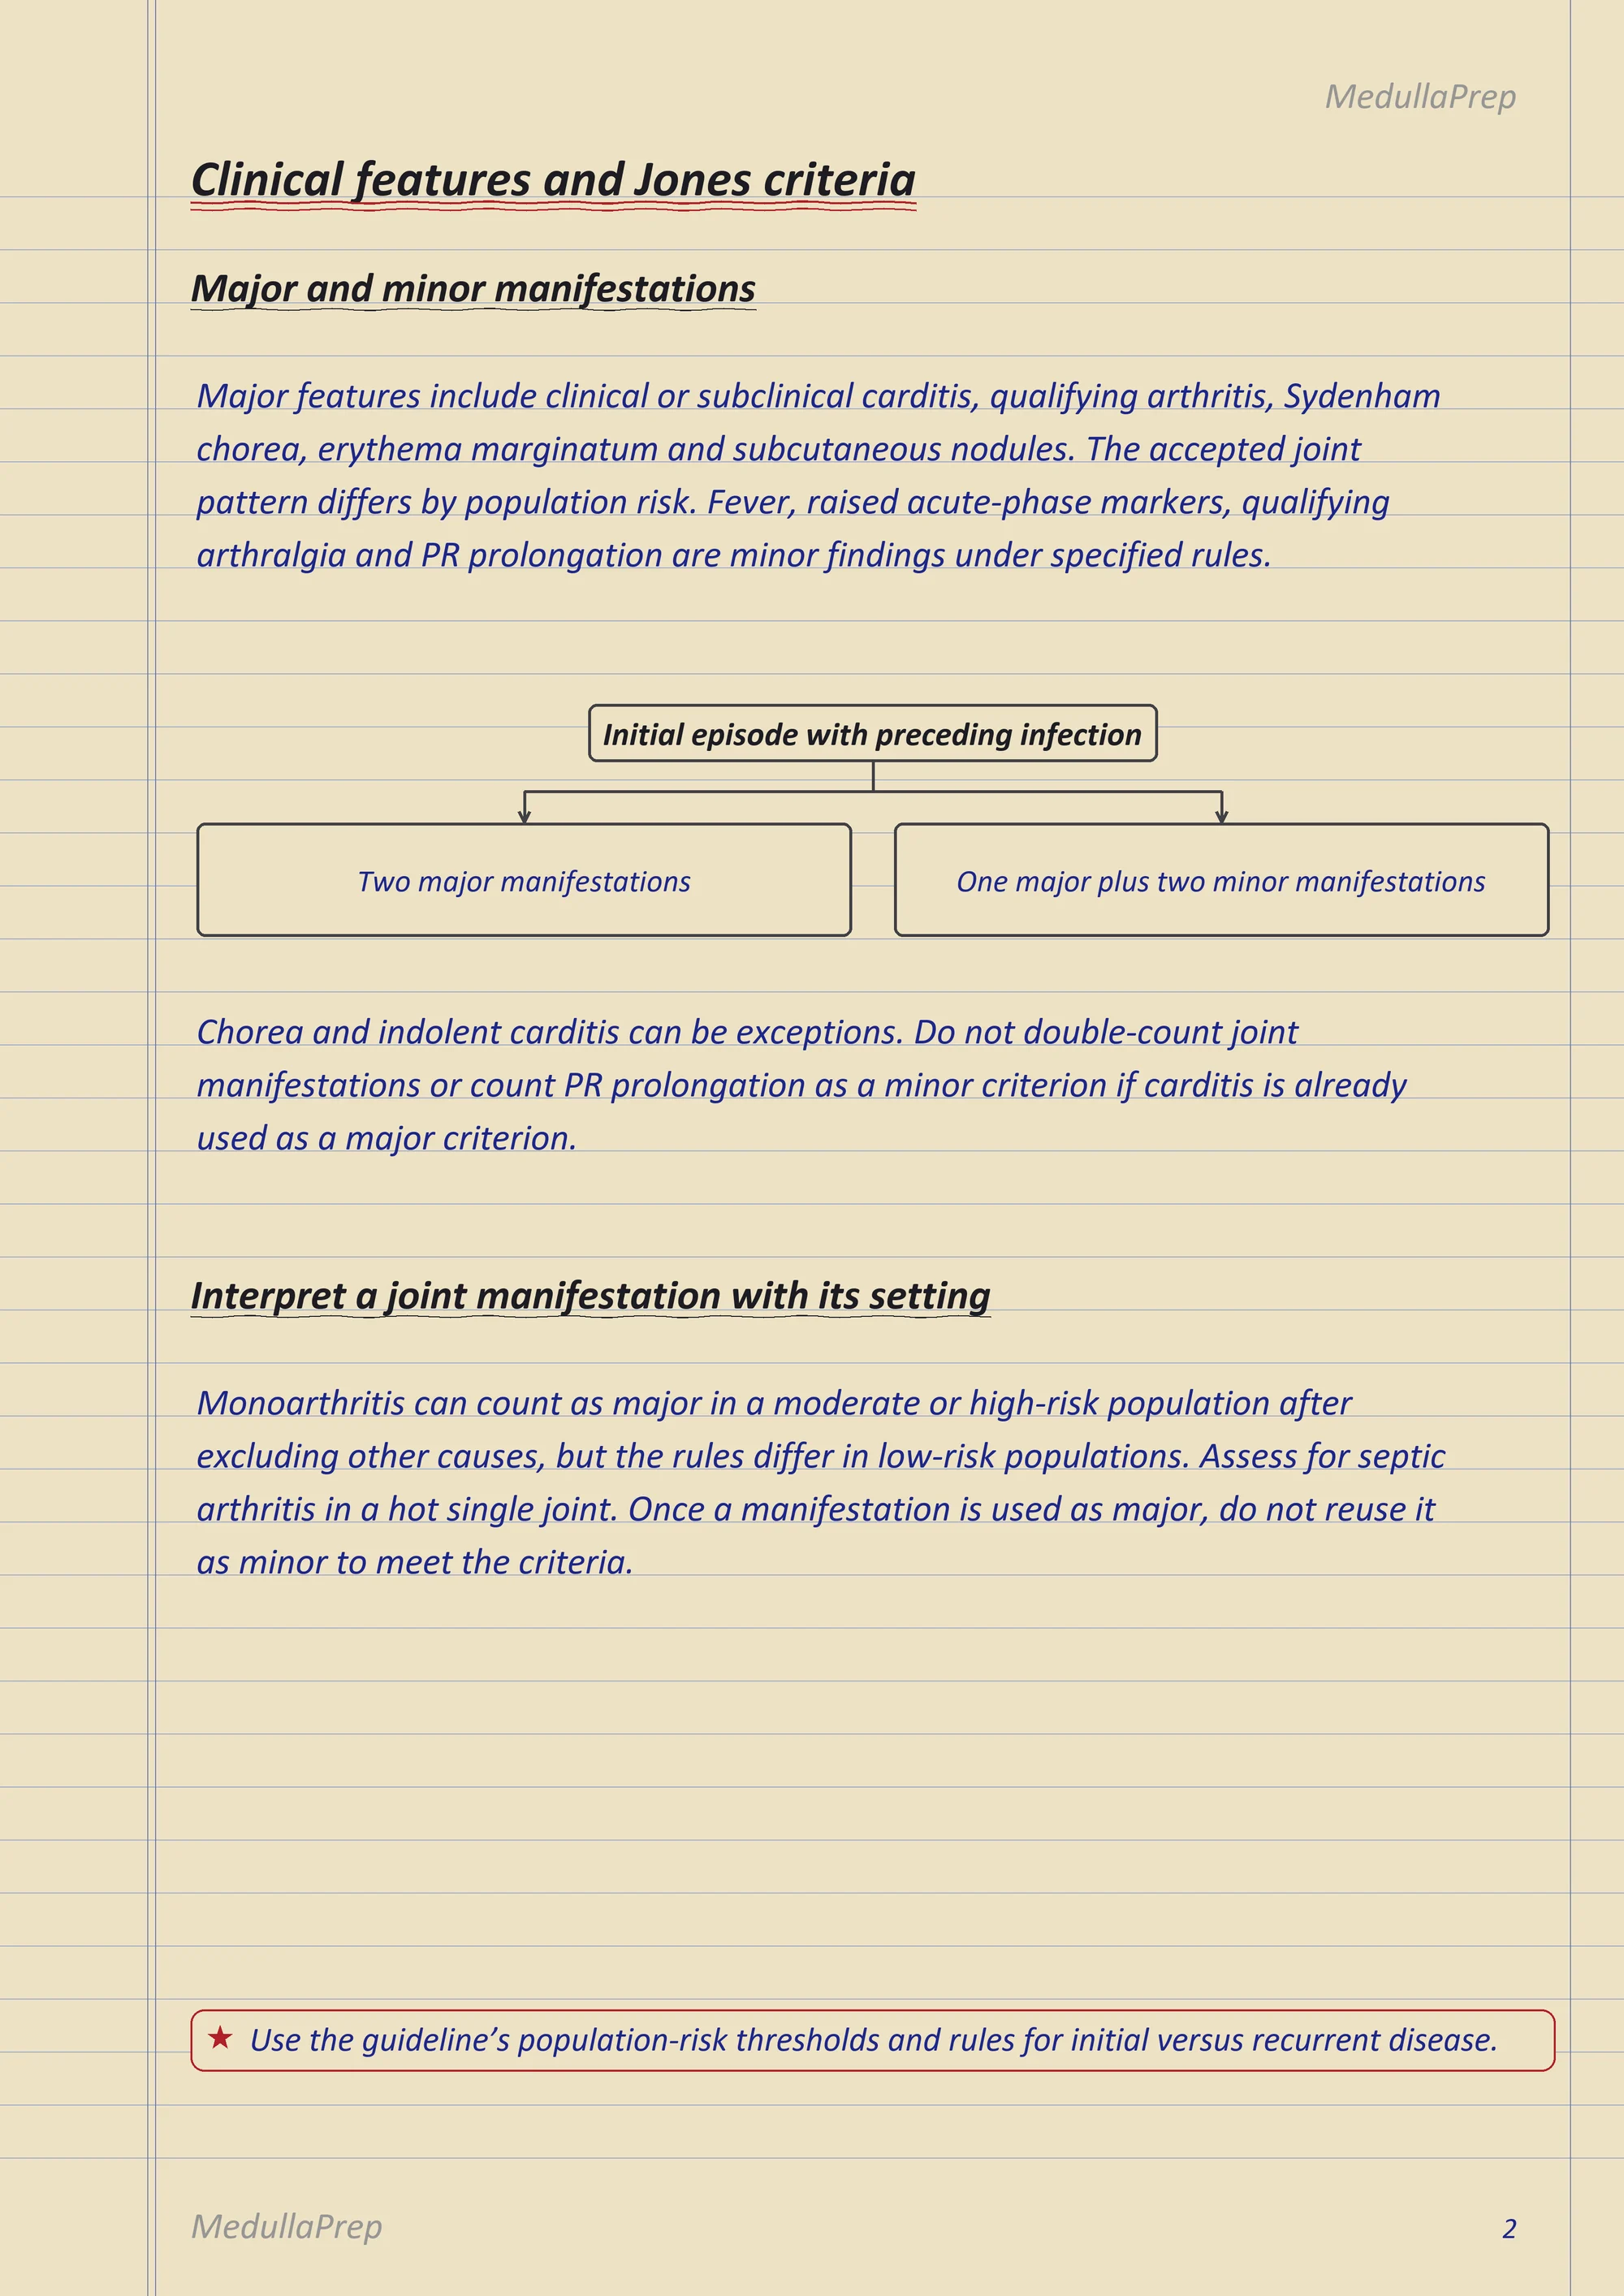 MedullaPrep
Clinical features and Jones criteria
Major and minor manifestations
Major features include clinical or subclinical carditis, qualifying arthritis, Sydenham
chorea, erythema marginatum and subcutaneous nodules. The accepted joint
pattern differs by population risk. Fever, raised acute-phase markers, qualifying
arthralgia and PR prolongation are minor findings under specified rules.
Initial episode with preceding infection
Two major manifestations
One major plus two minor manifestations
Chorea and indolent carditis can be exceptions. Do not double-count joint
manifestations or count PR prolongation as a minor criterion if carditis is already
used as a major criterion.
Interpret a joint manifestation with its setting
Monoarthritis can count as major in a moderate or high-risk population after
excluding other causes, but the rules differ in low-risk populations. Assess for septic
arthritis in a hot single joint. Once a manifestation is used as major, do not reuse it
as minor to meet the criteria.
★ Use the guideline’s population-risk thresholds and rules for initial versus recurrent disease.
MedullaPrep
2